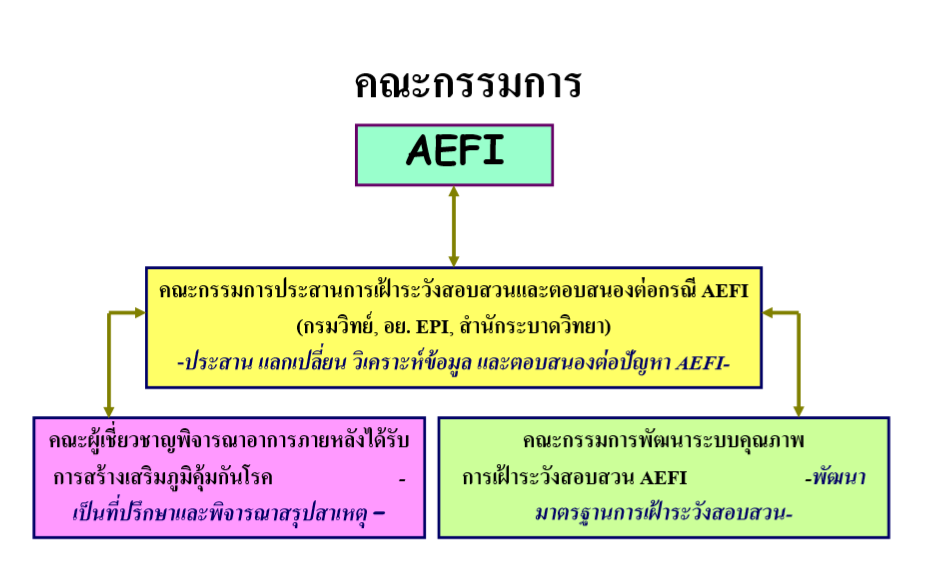 คณะกรรมการ
AEFI
คณะกรรมการประสานการเฝ้าระวังสอบสวนและตอบสนองต่อกรณี AEFI
(กรมวิทย์, อย. EPI, สำนักระบาดวิทยา)
-ประสาน แลกเปลี่ยน วิเคราะห์ข้อมูล และตอบสนองต่อปัญหา AEFI-
คณะผู้เชี่ยวชาญพิจารณาอาการภายหลังได้รับ
การสร้างเสริมภูมิคุ้มกันโรค -
เป็นที่ปรึกษาและพิจารณาสรุปสาเหตุ –
คณะกรรมการพัฒนาระบบคุณภาพ
การเฝ้าระวังสอบสวน AEFI -พัฒนา
มาตรฐานการเฝ้าระวังสอบสวน-